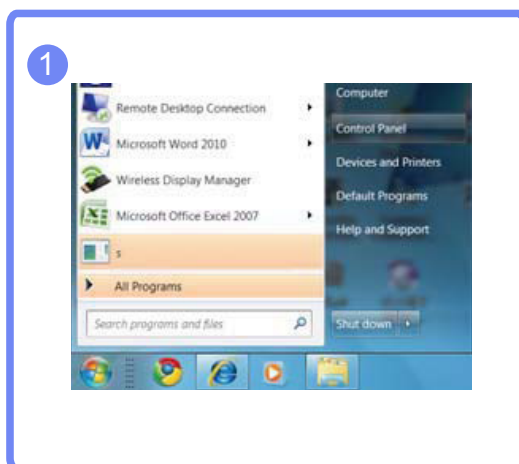 1
Remote Desktop Connection
Microsoft Word 2010
Wireless Display Manager
Microsoft Office Excel 2007
s
All Programs
Search programs and files
Computer
Control Panel
Devices and Printers
Default Programs
Help and Support
Shut down